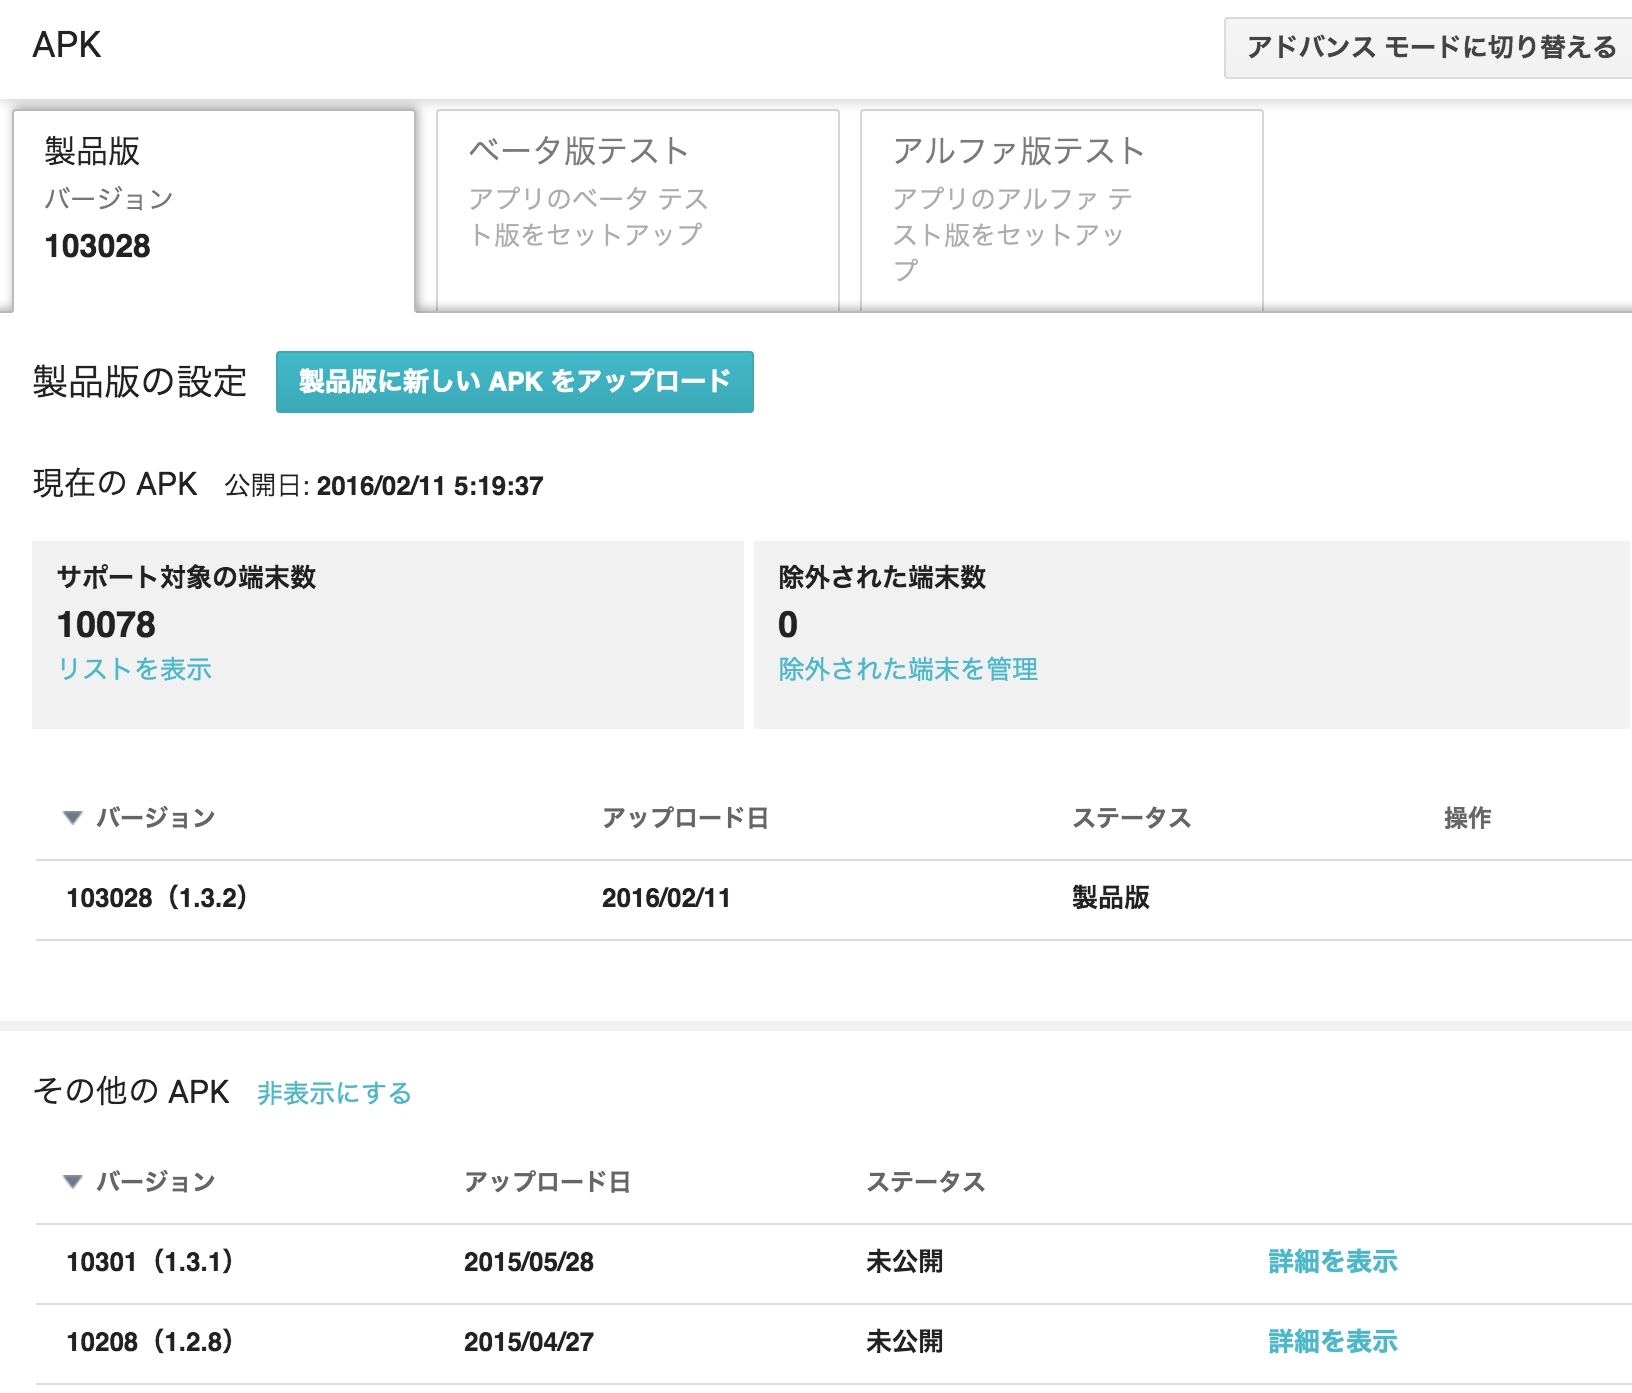 APK
アドバンス モードに切り替える
製品版
バージョン
103028
ベータ版テスト
アプリのベータ テス
ト版をセットアップ
アルファ版テスト
アプリのアルファ テ
スト版をセットアッ
プ
製品版の設定
製品版に新しい APK をアップロード
現在の APK 公開日: 2016/02/11 5:19:37
サポート対象の端末数
10078
リストを表示
除外された端末数
0
除外された端末を管理
▼ バージョン アップロード日 ステータス 操作
103028（1.3.2） 2016/02/11 製品版
その他の APK 非表示にする
▼ バージョン アップロード日 ステータス
10301（1.3.1） 2015/05/28 未公開 詳細を表示
10208（1.2.8） 2015/04/27 未公開 詳細を表示